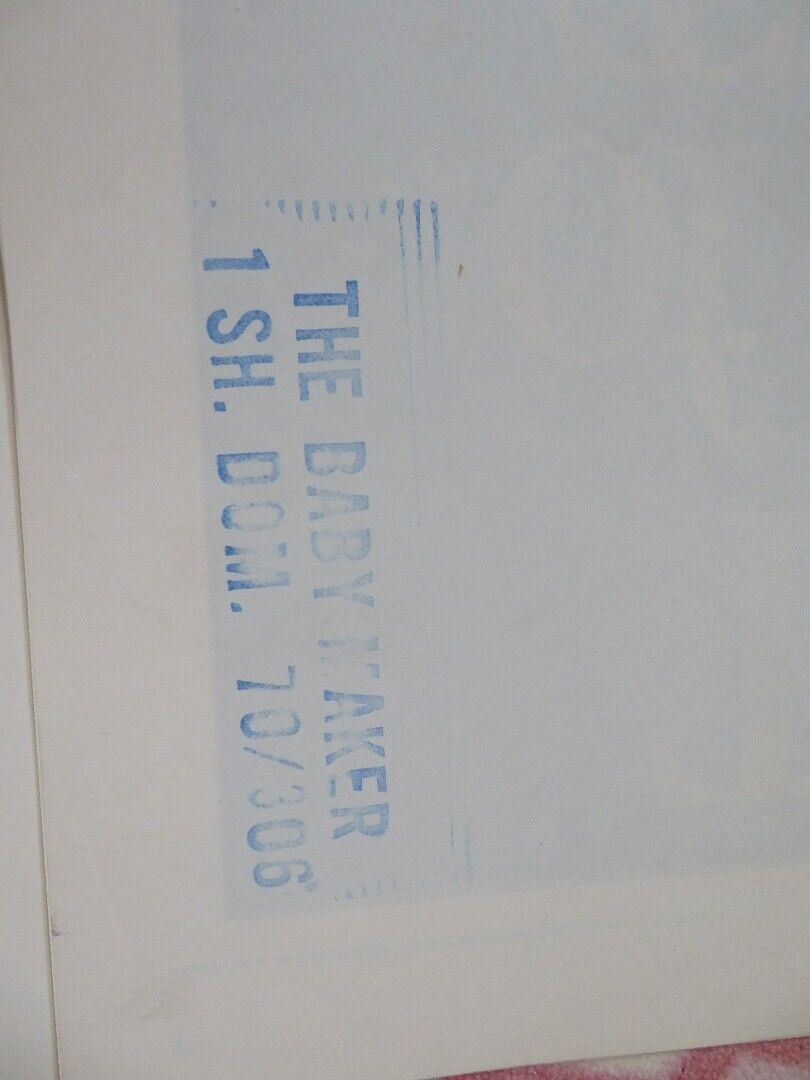 THE BABY MAKER
1 SH. DOM. 70/306